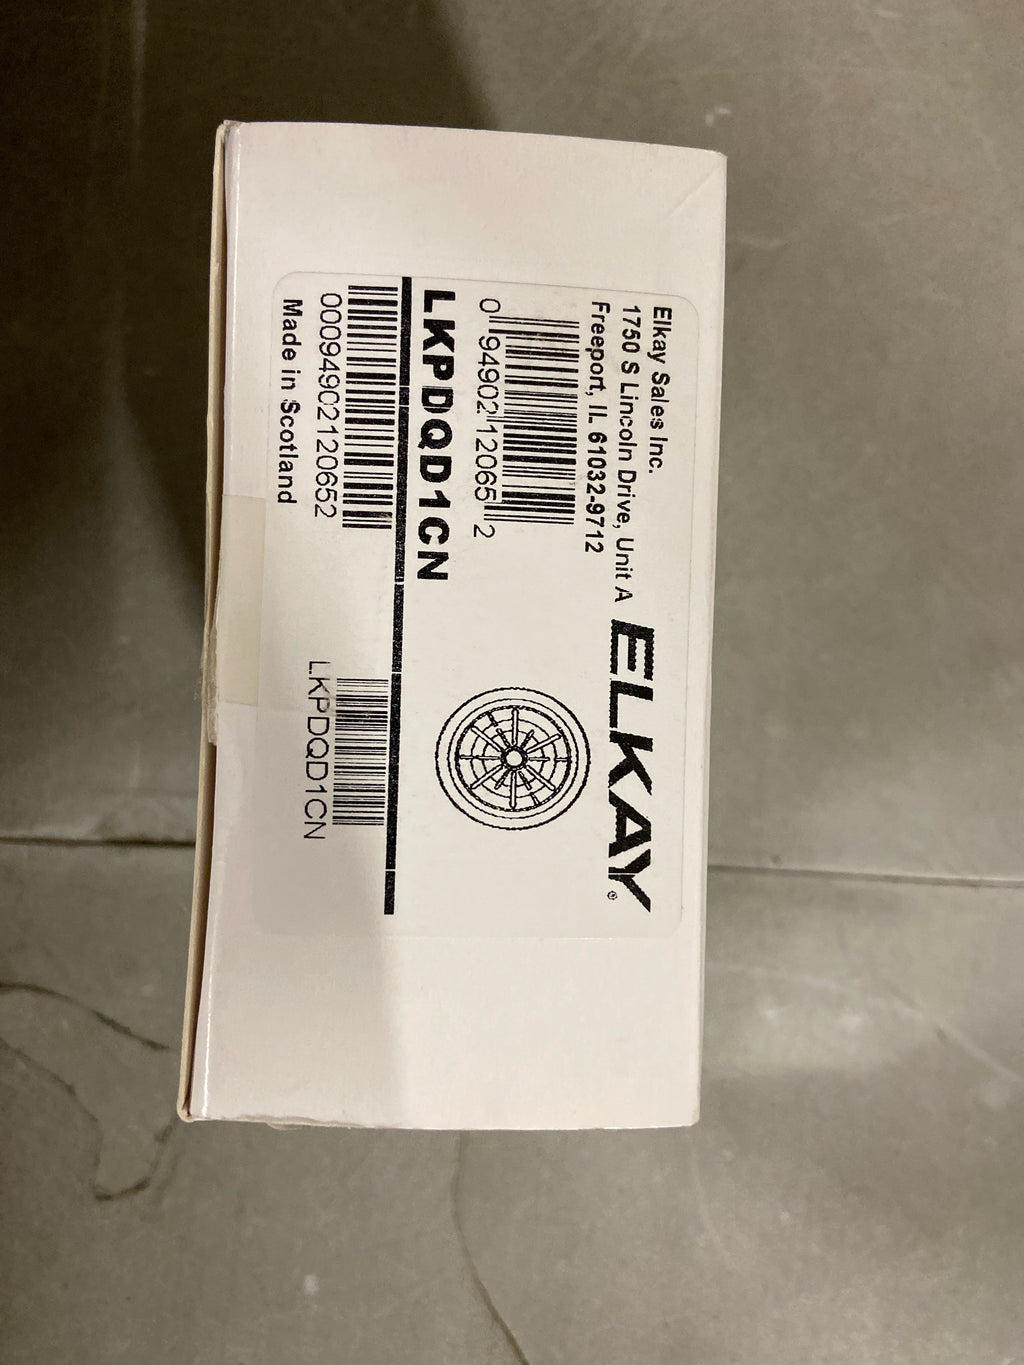 Elkay Sales Inc.
1750 S Lincoln Drive, Unit A
Freeport, IL 61032-9712
ELKAY®
0 94902 12065 2
LKPDQD1CN
00094902120652
LKPDQD1CN
Made in Scotland